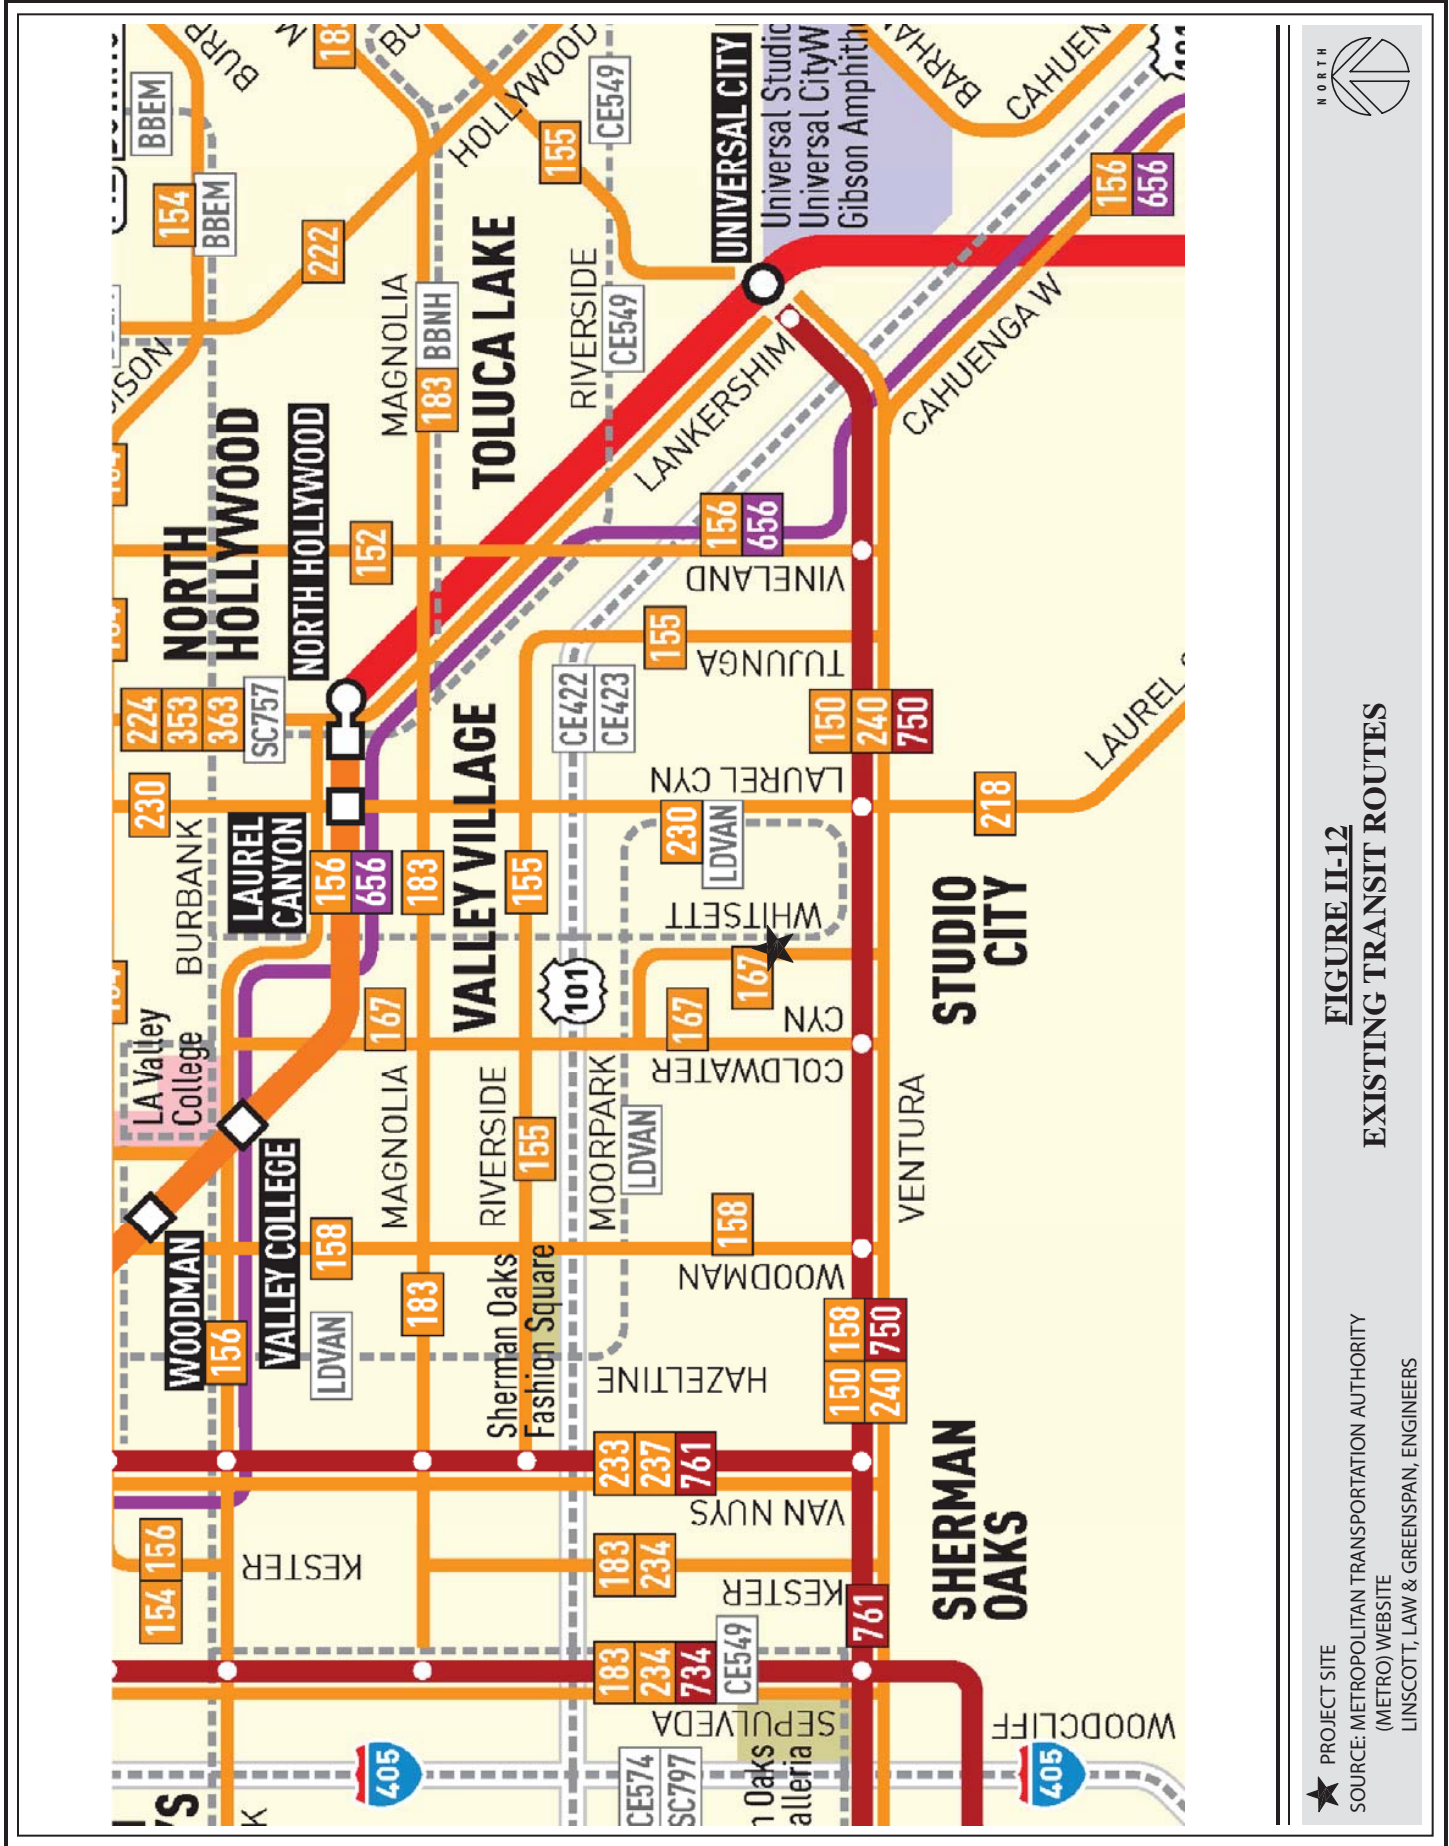 BURBANK
LA Valley
College
WOODMAN
VALLEY COLLEGE
LAUREL
CANYON
NORTH
HOLLYWOOD
NORTH HOLLYWOOD
154
156
156
158
LDVAN
KESTER
230
224
353
363
SC757
156
656
167
152
222
154
BBEM
BBEM
MAGNOLIA
183
MAGNOLIA
183
183
BBNH
HOLLYWOOD
VALLEY VILLAGE
TOLUCA LAKE
RIVERSIDE
155
155
RIVERSIDE
CE549
CE549
155
Sherman Oaks
Fashion Square
101
CE422
CE423
MOORPARK
LDVAN
HAZELTINE
405
CE574
SC797
183
234
734
CE549
SEPULVEDA
183
234
KESTER
233
237
761
VAN NUYS
158
WOODMAN
167
COLDWATER
CYN
167
WHITSETT
230
LDVAN
LAUREL CYN
155
TUJUNGA
156
656
VINELAND
LANKERSHIM
UNIVERSAL CITY
Gibson
CAHUENGA W
156
656
761
150
158
240
750
150
240
750
VENTURA
218
SHERMAN
OAKS
STUDIO
CITY
WOODCLIFF
405
NORTH
FIGURE II-12
EXISTING TRANSIT ROUTES
PROJECT SITE
SOURCE: METROPOLITAN TRANSPORTATION AUTHORITY
(METRO) WEBSITE
LINSCOTT, LAW & GREENSPAN, ENGINEERS